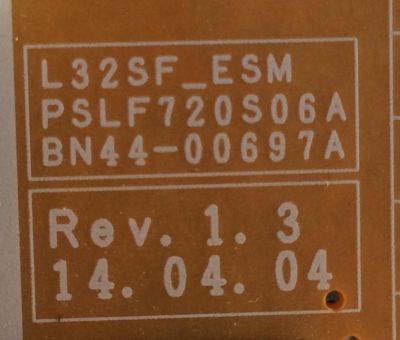 L32SF_ESM
PSLF720S06A
BN44-00697A
Rev. 1. 3
14. 04. 04